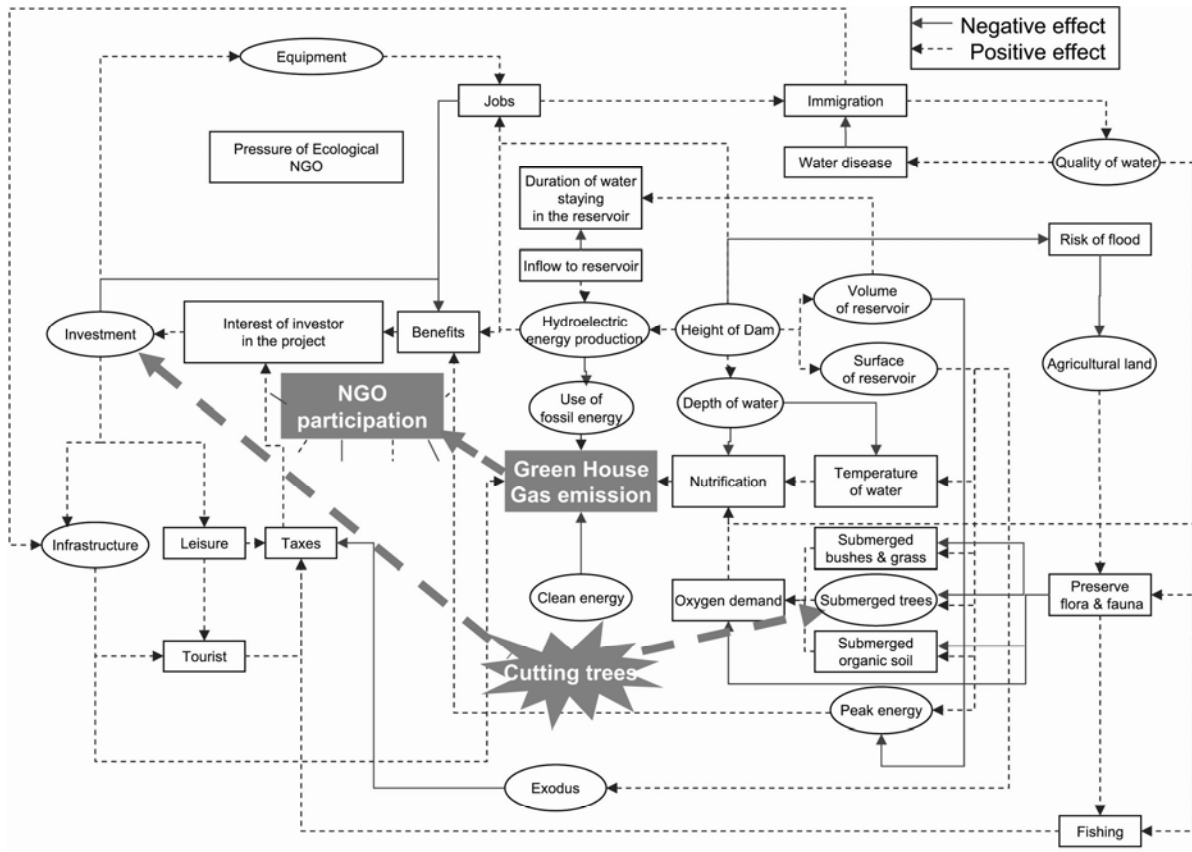 Negative effect
Positive effect
Equipment
Jobs
Immigration
Pressure of Ecological
NGO
Water disease
Quality of water
Duration of water
staying
in the reservoir
Inflow to reservoir
Risk of flood
Volume
of reservoir
Investment
Interest of investor
in the project
Benefits
Hydroelectric
energy production
Height of Dam
Surface
of reservoir
Agricultural land
NGO
participation
Use of
fossil energy
Depth of water
Green House
Gas emission
Nutrification
Temperature
of water
Infrastructure
Leisure
Taxes
Submerged
bushes & grass
Clean energy
Oxygen demand
Submerged trees
Preserve
flora & fauna
Tourist
Cutting trees
Submerged
organic soil
Peak energy
Exodus
Fishing